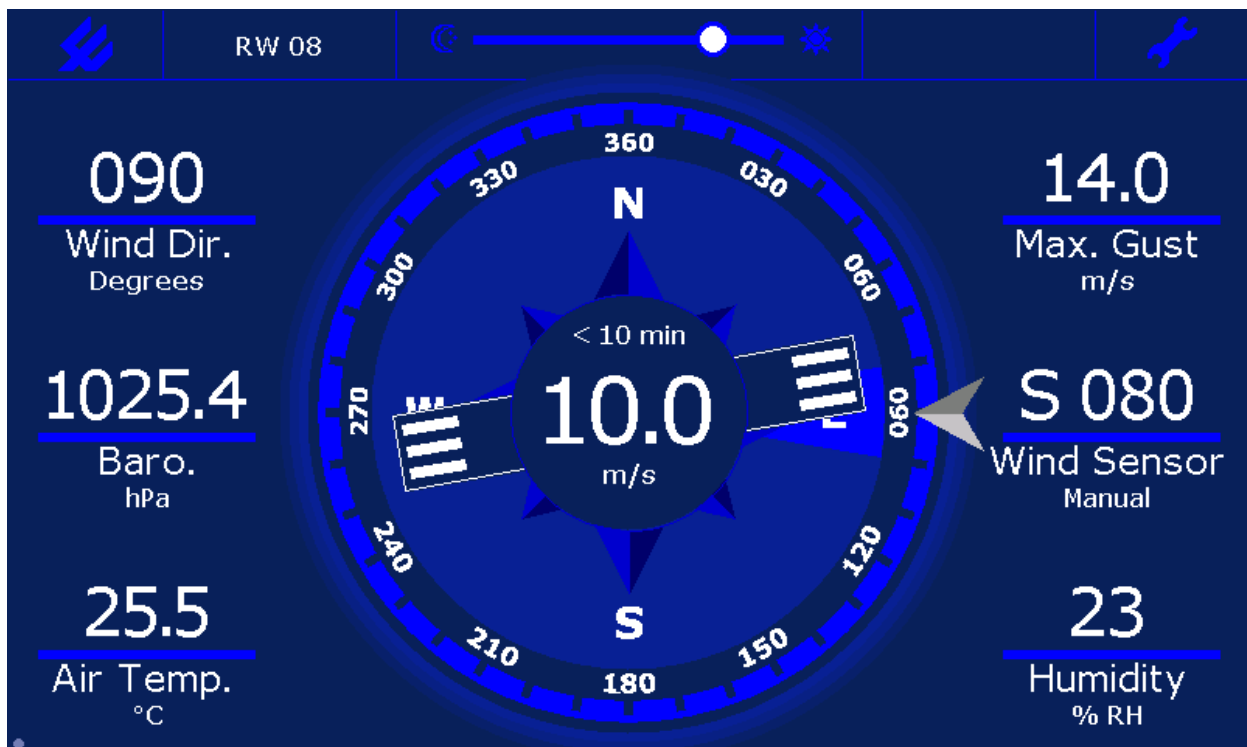 RW 08
090
Wind Dir.
Degrees
1025.4
Baro.
hPa
25.5
Air Temp.
°C
360
030
060
090
120
150
180
210
240
270
300
330
N
S
< 10 min
10.0
m/s
14.0
Max. Gust
m/s
S 080
Wind Sensor
Manual
23
Humidity
% RH